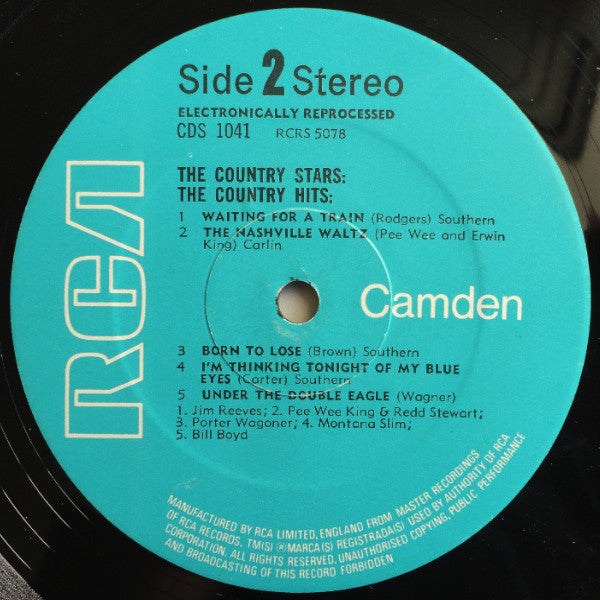 Side 2 Stereo
ELECTRONICALLY REPROCESSED
CDS 1041 RCRS 5078
THE COUNTRY STARS:
THE COUNTRY HITS:
1 WAITING FOR A TRAIN (Rodgers) Southern
2 THE NASHVILLE WALTZ (Pee Wee and Erwin
King) Carlin
RCA
Camden
3 BORN TO LOSE (Brown) Southern
4 I'M THINKING TONIGHT OF MY BLUE
EYES (Carter) Southern
5 UNDER THE DOUBLE EAGLE (Wagner)
1. Jim Reeves; 2. Pee Wee King & Redd Stewart;
3. Porter Wagoner; 4. Montana Slim;
5. Bill Boyd
MANUFACTURED BY RCA LIMITED, ENGLAND FROM MASTER RECORDINGS
OF RCA RECORDS. TM(S) ® MARCA(S) REGISTRADA(S) USED BY AUTHORITY OF RCA
CORPORATION. ALL RIGHTS RESERVED. UNAUTHORISED COPYING, PUBLIC PERFORMANCE
AND BROADCASTING OF THIS RECORD FORBIDDEN